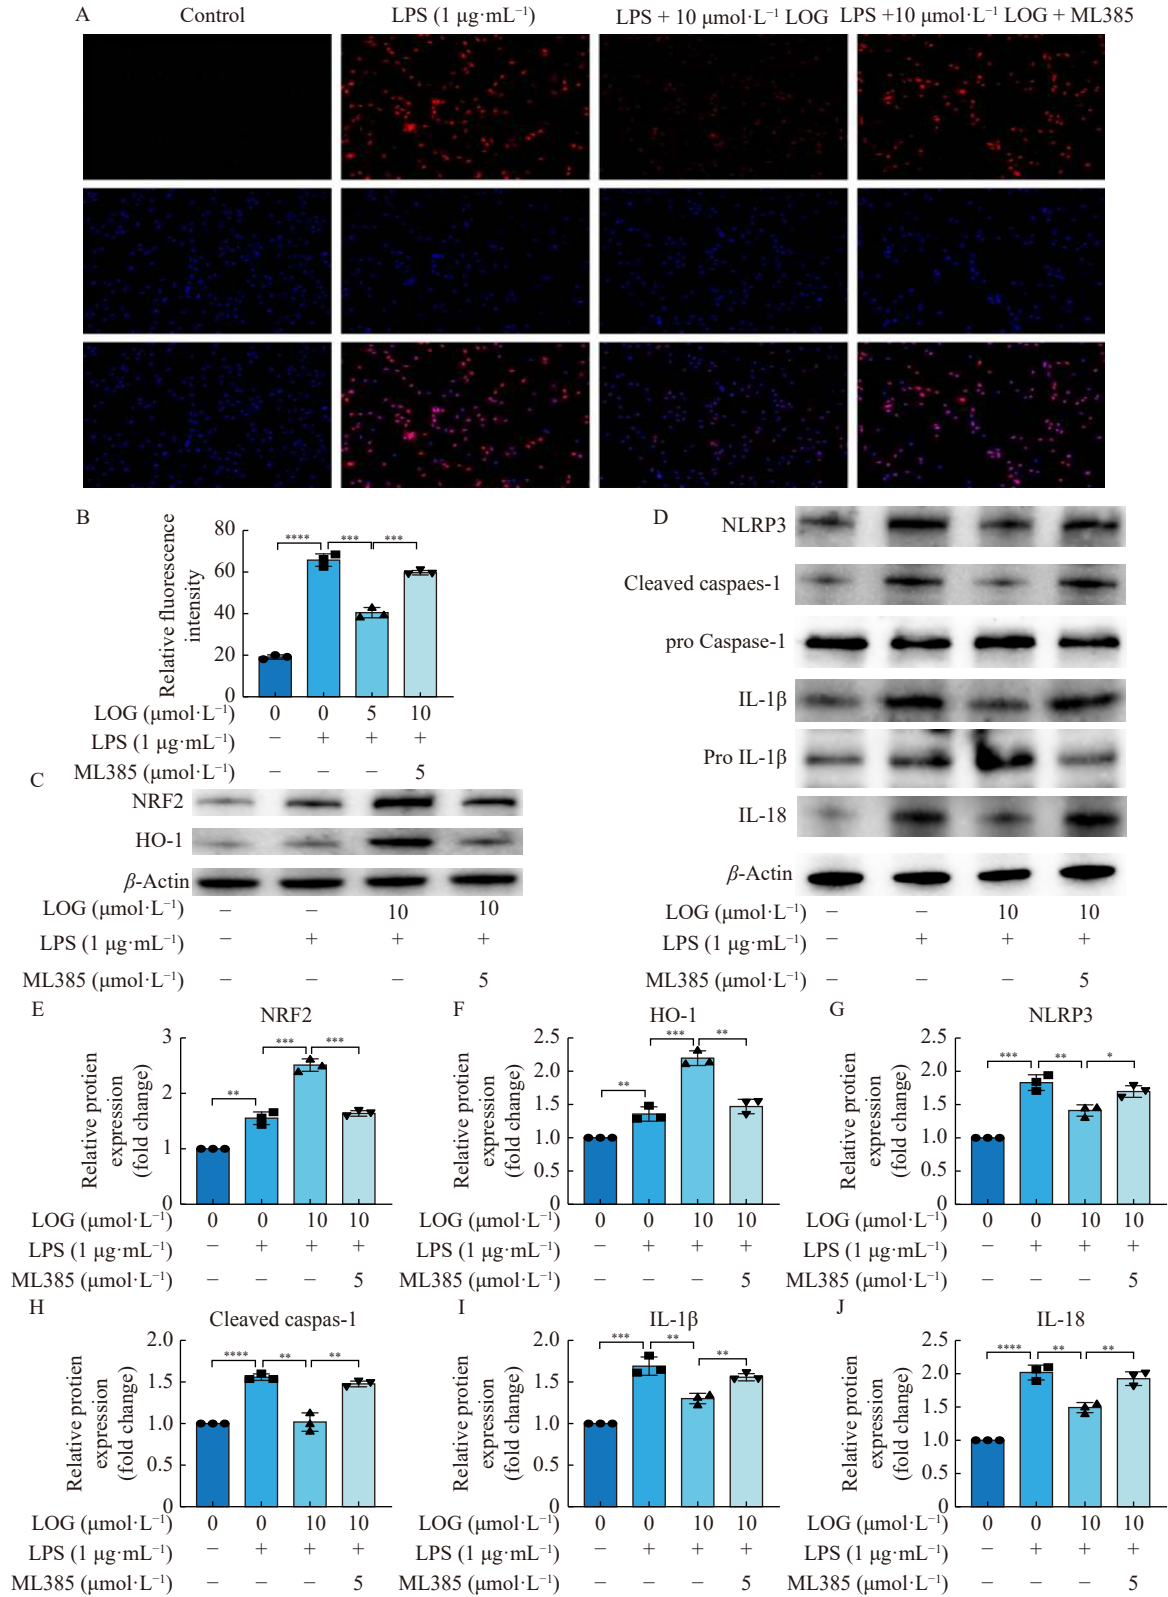 A
Control
LPS (1 μg·mL⁻¹)
LPS + 10 μmol·L⁻¹ LOG
LPS +10 μmol·L⁻¹ LOG + ML385
B
Relative fluorescence
intensity
80
60
40
20
0
**** *** ***
LOG (μmol·L⁻¹) 0 0 5 10
LPS (1 μg·mL⁻¹) − + + +
ML385 (μmol·L⁻¹) − − − 5
C
NRF2
HO-1
β-Actin
LOG (μmol·L⁻¹) − − 10 10
LPS (1 μg·mL⁻¹) − + + +
ML385 (μmol·L⁻¹) − − − 5
D
NLRP3
Cleaved caspaes-1
pro Caspase-1
IL-1β
Pro IL-1β
IL-18
β-Actin
LOG (μmol·L⁻¹) − − 10 10
LPS (1 μg·mL⁻¹) − + + +
ML385 (μmol·L⁻¹) − − − 5
E
NRF2
Relative protien
expression
(fold change)
3
2
1
0
** *** ***
LOG (μmol·L⁻¹) 0 0 10 10
LPS (1 μg·mL⁻¹) − + + +
ML385 (μmol·L⁻¹) − − − 5
F
HO-1
Relative protien
expression
(fold change)
2.5
2.0
1.5
1.0
0.5
0
** *** **
LOG (μmol·L⁻¹) 0 0 10 10
LPS (1 μg·mL⁻¹) − + + +
ML385 (μmol·L⁻¹) − − − 5
G
NLRP3
Relative protien
expression
(fold change)
2.5
2.0
1.5
1.0
0.5
0
*** ** *
LOG (μmol·L⁻¹) 0 0 10 10
LPS (1 μg·mL⁻¹) − + + +
ML385 (μmol·L⁻¹) − − − 5
H
Cleaved caspas-1
Relative protien
expression
(fold change)
2.0
1.5
1.0
0.5
0
**** ** **
LOG (μmol·L⁻¹) 0 0 10 10
LPS (1 μg·mL⁻¹) − + + +
ML385 (μmol·L⁻¹) − − − 5
I
IL-1β
Relative protien
expression
(fold change)
2.0
1.5
1.0
0.5
0
*** ** **
LOG (μmol·L⁻¹) 0 0 10 10
LPS (1 μg·mL⁻¹) − + + +
ML385 (μmol·L⁻¹) − − − 5
J
IL-18
Relative protien
expression
(fold change)
2.5
2.0
1.5
1.0
0.5
0
**** ** **
LOG (μmol·L⁻¹) 0 0 10 10
LPS (1 μg·mL⁻¹) − + + +
ML385 (μmol·L⁻¹) − − − 5